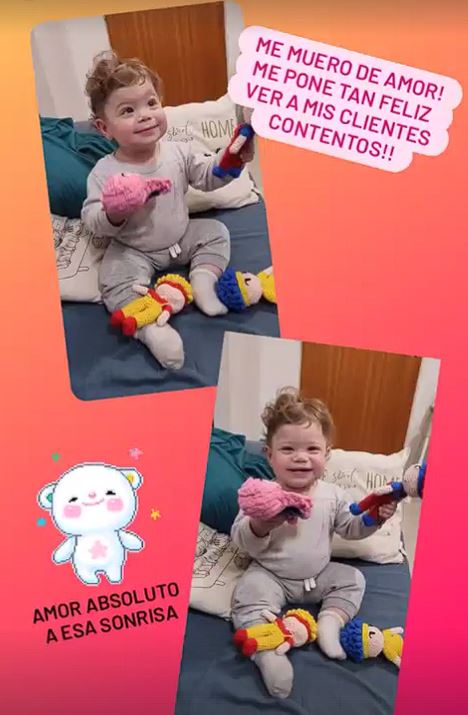 ME MUERO DE AMOR!
ME PONE TAN FELIZ
VER A MIS CLIENTES
CONTENTOS!!
HOME
AMOR ABSOLUTO
A ESA SONRISA